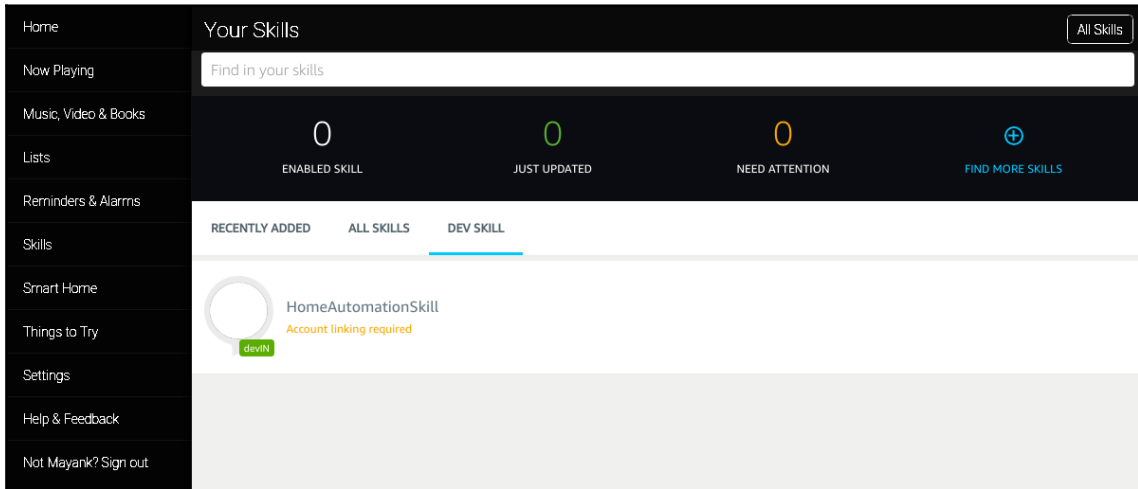 Home
Now Playing
Music, Video & Books
Lists
Reminders & Alarms
Skills
Smart Home
Things to Try
Settings
Help & Feedback
Not Mayank? Sign out
Your Skills
All Skills
Find in your skills
0 0 0
ENABLED SKILL JUST UPDATED NEED ATTENTION FIND MORE SKILLS
RECENTLY ADDED ALL SKILLS DEV SKILL
HomeAutomationSkill
Account linking required
devIN